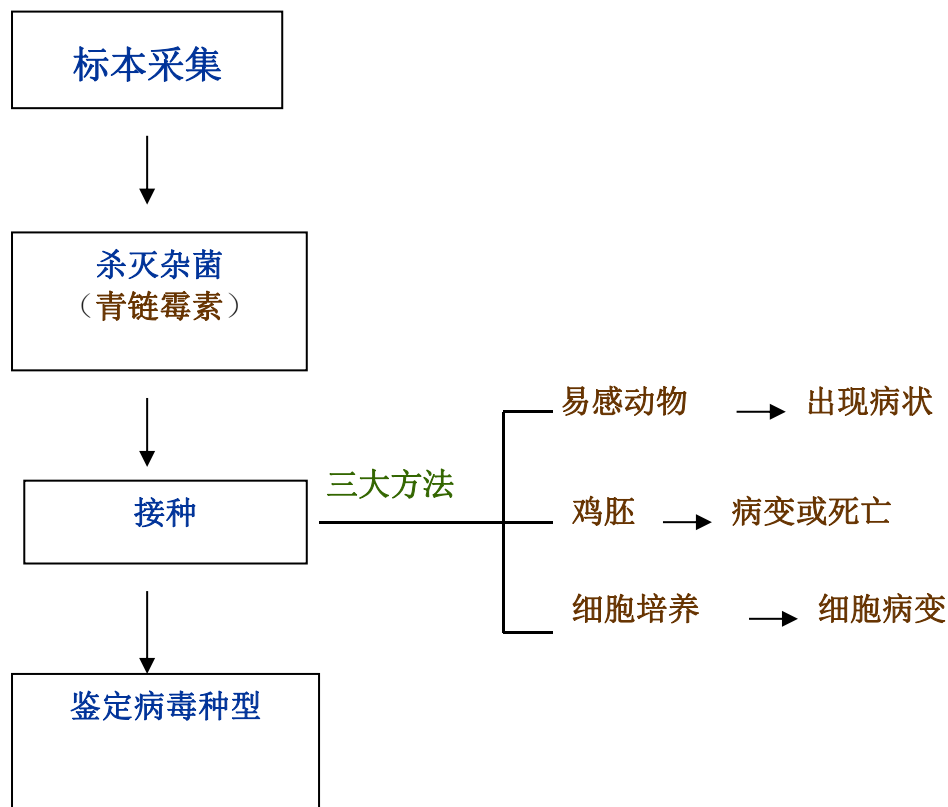 标本采集
杀灭杂菌
（青链霉素）
接种
三大方法
易感动物
出现病状
鸡胚
病变或死亡
细胞培养
细胞病变
鉴定病毒种型